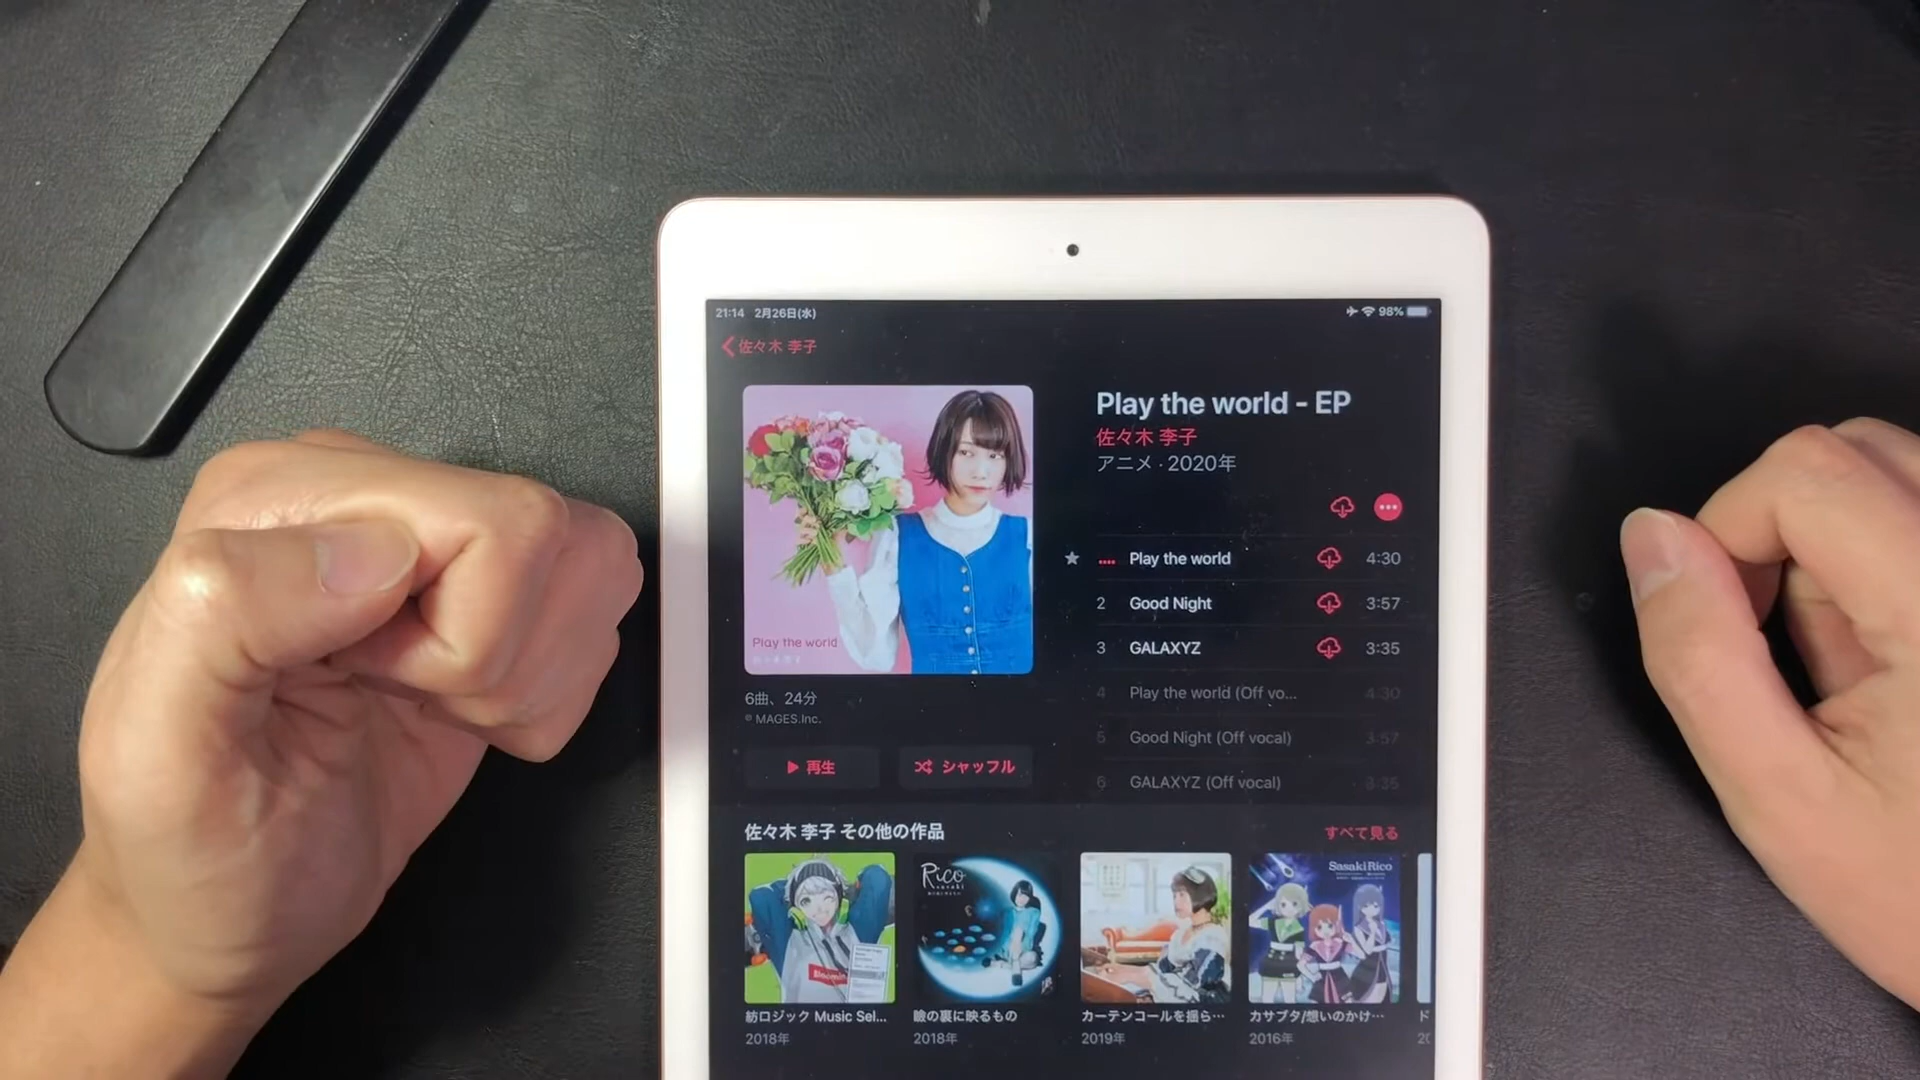 21:14 2月26日(水)
98%
佐々木 李子
Play the world - EP
佐々木 李子
アニメ · 2020年
Play the world 4:30
2 Good Night 3:57
3 GALAXYZ 3:35
4 Play the world (Off vo... 4:30
5 Good Night (Off vocal) 3:57
6 GALAXYZ (Off vocal) 3:35
Play the world
6曲、24分
℗ MAGES.Inc.
再生 シャッフル
佐々木 李子 その他の作品 すべて見る
Bloomin
Rico
sasaki
Sasaki Rico
紡ロジック Music Sel...
2018年
瞼の裏に映るもの
2018年
カーテンコールを揺ら…
2019年
カサブタ/想いのかけ…
2016年